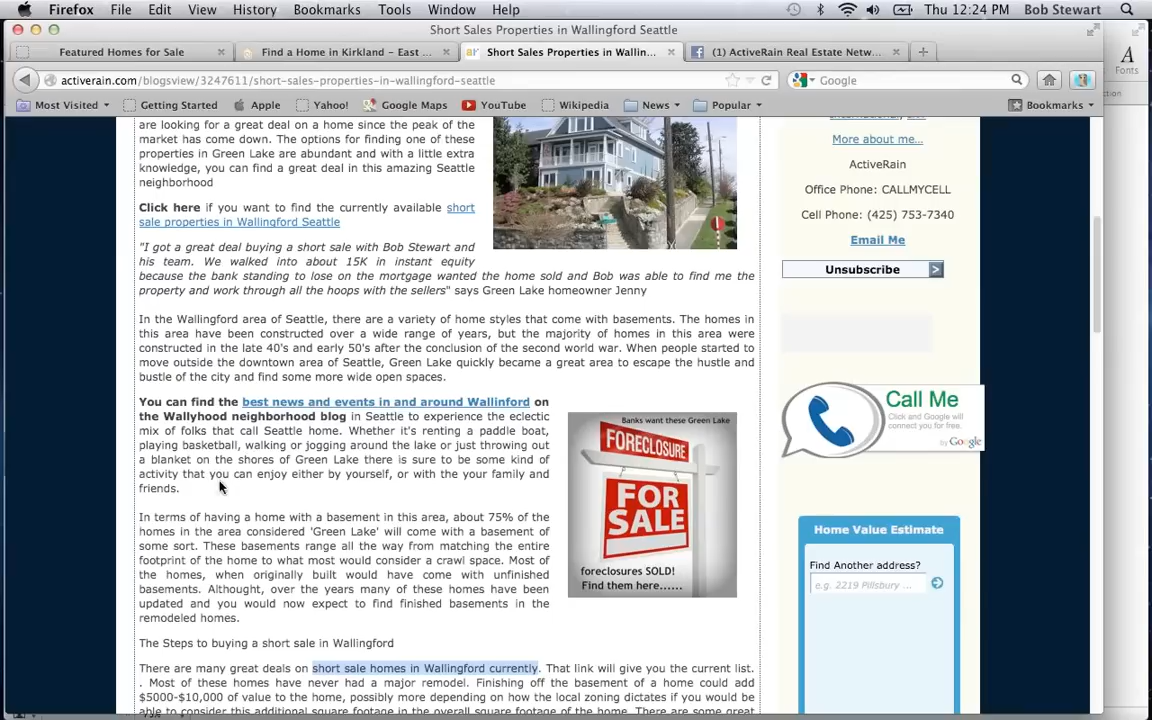 Firefox File Edit View History Bookmarks Tools Window Help Thu 12:24 PM Bob Stewart
Short Sales Properties in Wallingford Seattle
Featured Homes for Sale × Find a Home in Kirkland - East ... × Short Sales Properties in Wallin... × (1) ActiveRain Real Estate Netw... × +
activerain.com/blogsview/3247611/short-sales-properties-in-wallingford-seattle
Google
A
Fonts
Most Visited Getting Started Apple Yahoo! Google Maps YouTube Wikipedia News Popular Bookmarks
are looking for a great deal on a home since the peak of the
market has come down. The options for finding one of these
properties in Green Lake are abundant and with a little extra
knowledge, you can find a great deal in this amazing Seattle
neighborhood
Click here if you want to find the currently available short
sale properties in Wallingford Seattle
"I got a great deal buying a short sale with Bob Stewart and
his team. We walked into about 15K in instant equity
because the bank standing to lose on the mortgage wanted the home sold and Bob was able to find me the
property and work through all the hoops with the sellers" says Green Lake homeowner Jenny
In the Wallingford area of Seattle, there are a variety of home styles that come with basements. The homes in
this area have been constructed over a wide range of years, but the majority of homes in this area were
constructed in the late 40's and early 50's after the conclusion of the second world war. When people started to
move outside the downtown area of Seattle, Green Lake quickly became a great area to escape the hustle and
bustle of the city and find some more wide open spaces.
You can find the best news and events in and around Wallinford on
the Wallyhood neighborhood blog in Seattle to experience the eclectic
mix of folks that call Seattle home. Whether it's renting a paddle boat,
playing basketball, walking or jogging around the lake or just throwing out
a blanket on the shores of Green Lake there is sure to be some kind of
activity that you can enjoy either by yourself, or with the your family and
friends.
Banks want these Green Lake
FORECLOSURE
FOR
SALE
foreclosures SOLD!
Find them here......
In terms of having a home with a basement in this area, about 75% of the
homes in the area considered 'Green Lake' will come with a basement of
some sort. These basements range all the way from matching the entire
footprint of the home to what most would consider a crawl space. Most of
the homes, when originally built would have come with unfinished
basements. Althought, over the years many of these homes have been
updated and you would now expect to find finished basements in the
remodeled homes.
The Steps to buying a short sale in Wallingford
There are many great deals on short sale homes in Wallingford currently. That link will give you the current list.
. Most of these homes have never had a major remodel. Finishing off the basement of a home could add
$5000-$10,000 of value to the home, possibly more depending on how the local zoning dictates if you would be
able to consider this additional square footage in the overall square footage of the home. There are some great
More about me...
ActiveRain
Office Phone: CALLMYCELL
Cell Phone: (425) 753-7340
Email Me
Unsubscribe >
Call Me
Click and Google will
connect you for free.
by Google
Home Value Estimate
Find Another address?
e.g. 2219 Pillsbury ...